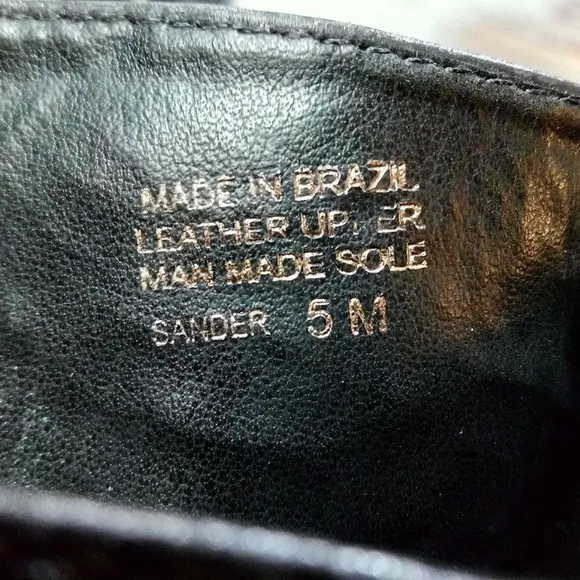 MADE IN BRAZIL
LEATHER UPPER
MAN MADE SOLE
SANDER 5 M